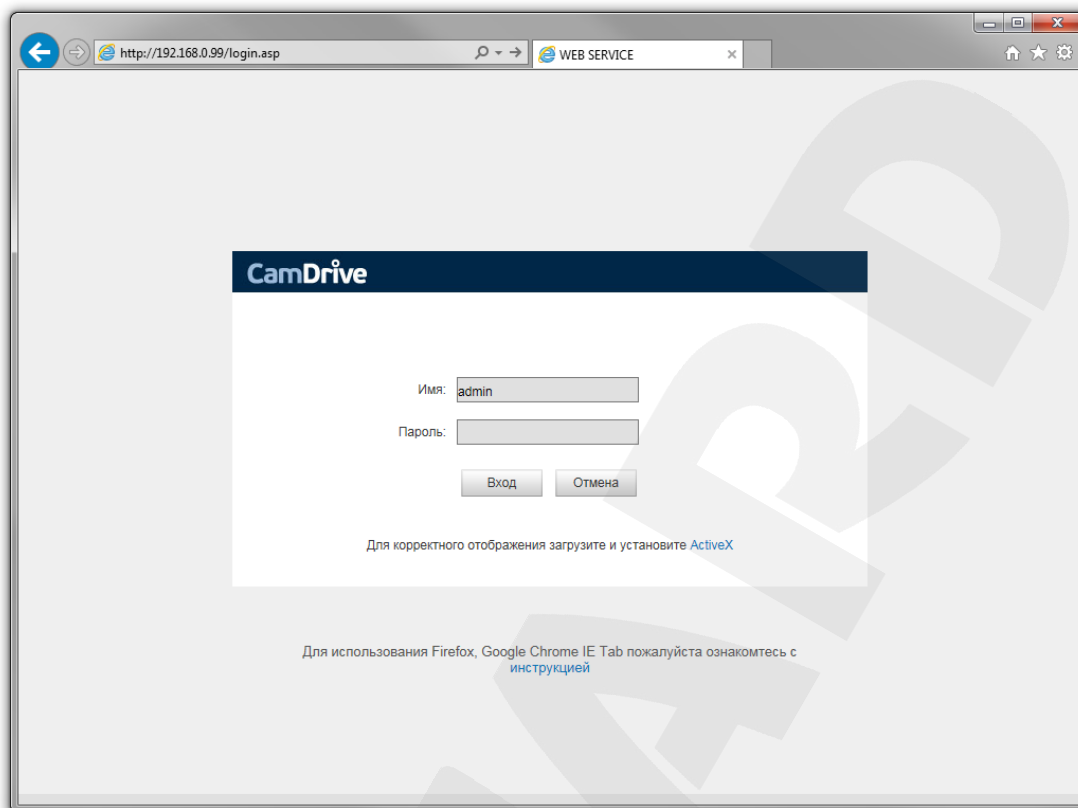 http://192.168.0.99/login.asp
WEB SERVICE
CamDrive
Имя:
admin
Пароль:
Вход
Отмена
Для корректного отображения загрузите и установите ActiveX
Для использования Firefox, Google Chrome IE Tab пожалуйста ознакомтесь с
инструкцией